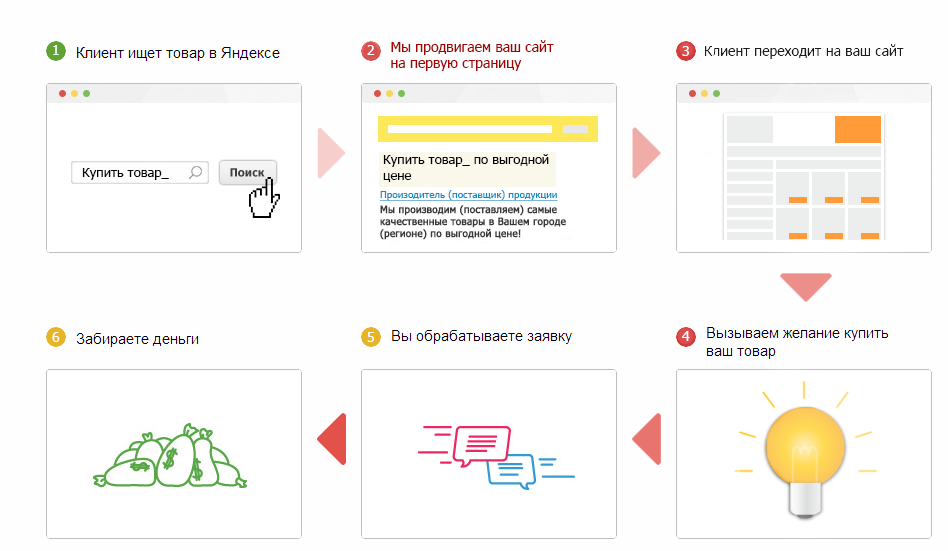 1 Клиент ищет товар в Яндексе
2 Мы продвигаем ваш сайт
на первую страницу
3 Клиент переходит на ваш сайт
Купить товар_
Поиск
Купить товар_ по выгодной
цене
Произодитель (поставщик) продукции
Мы производим (поставляем) самые
качественные товары в Вашем городе
(регионе) по выгодной цене!
4 Вызываем желание купить
ваш товар
5 Вы обрабатываете заявку
6 Забираете деньги
$
$
$